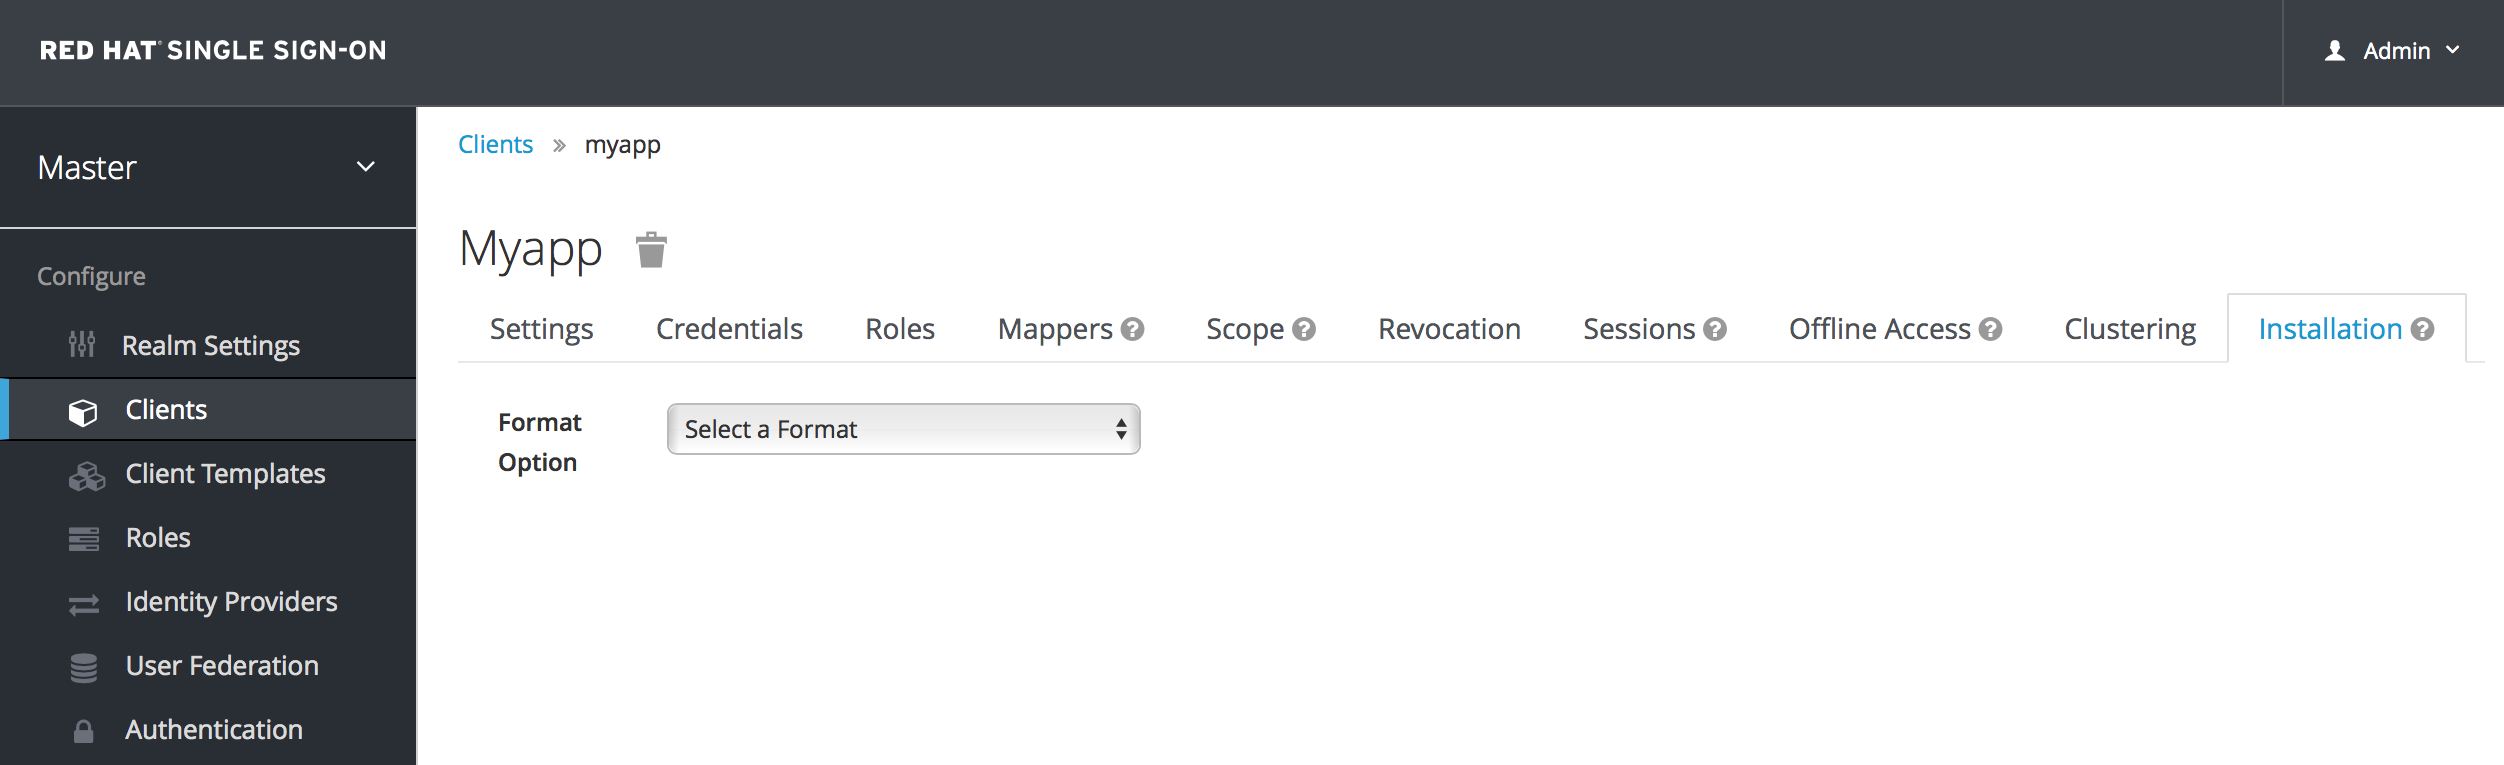 RED HAT® SINGLE SIGN-ON
Admin
Master
Configure
Realm Settings
Clients
Client Templates
Roles
Identity Providers
User Federation
Authentication
Clients » myapp
Myapp
Settings Credentials Roles Mappers ? Scope ? Revocation Sessions ? Offline Access ? Clustering Installation ?
Format
Option
Select a Format